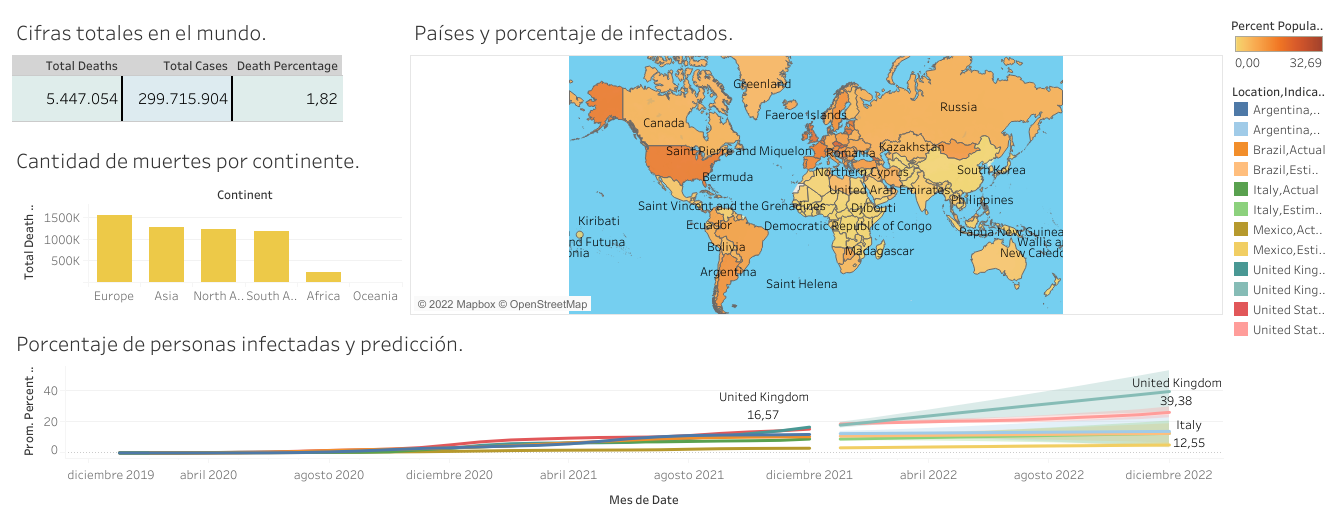 Cifras totales en el mundo.
Total Deaths Total Cases Death Percentage
5.447.054 299.715.904 1,82
Cantidad de muertes por continente.
Continent
Total Death ..
1500K
1000K
500K
Europe Asia North A.. South A.. Africa Oceania
Países y porcentaje de infectados.
Greenland
Russia
Faeroe Islands
Canada
Kazakhstan
Saint Pierre and Miquelon
Romania
South Korea
Northern Cyprus
Bermuda
United Arab Emirates
Philippines
Saint Vincent and the Grenadines
Djibouti
Kiribati
Ecuador
Democratic Republic of Congo
Papua New Guinea
nd Futuna
Wallis a
Bolivia
Madagascar
onia
New Caledo
Argentina
Saint Helena
© 2022 Mapbox © OpenStreetMap
Percent Popula..
0,00 32,69
Location,Indica..
Argentina,..
Argentina,..
Brazil,Actual
Brazil,Esti..
Italy,Actual
Italy,Estim..
Mexico,Act..
Mexico,Esti..
United King..
United King..
United Stat..
United Stat..
Porcentaje de personas infectadas y predicción.
Prom. Percent ..
40
20
0
United Kingdom
16,57
United Kingdom
39,38
Italy
12,55
diciembre 2019 abril 2020 agosto 2020 diciembre 2020 abril 2021 agosto 2021 diciembre 2021 abril 2022 agosto 2022 diciembre 2022
Mes de Date